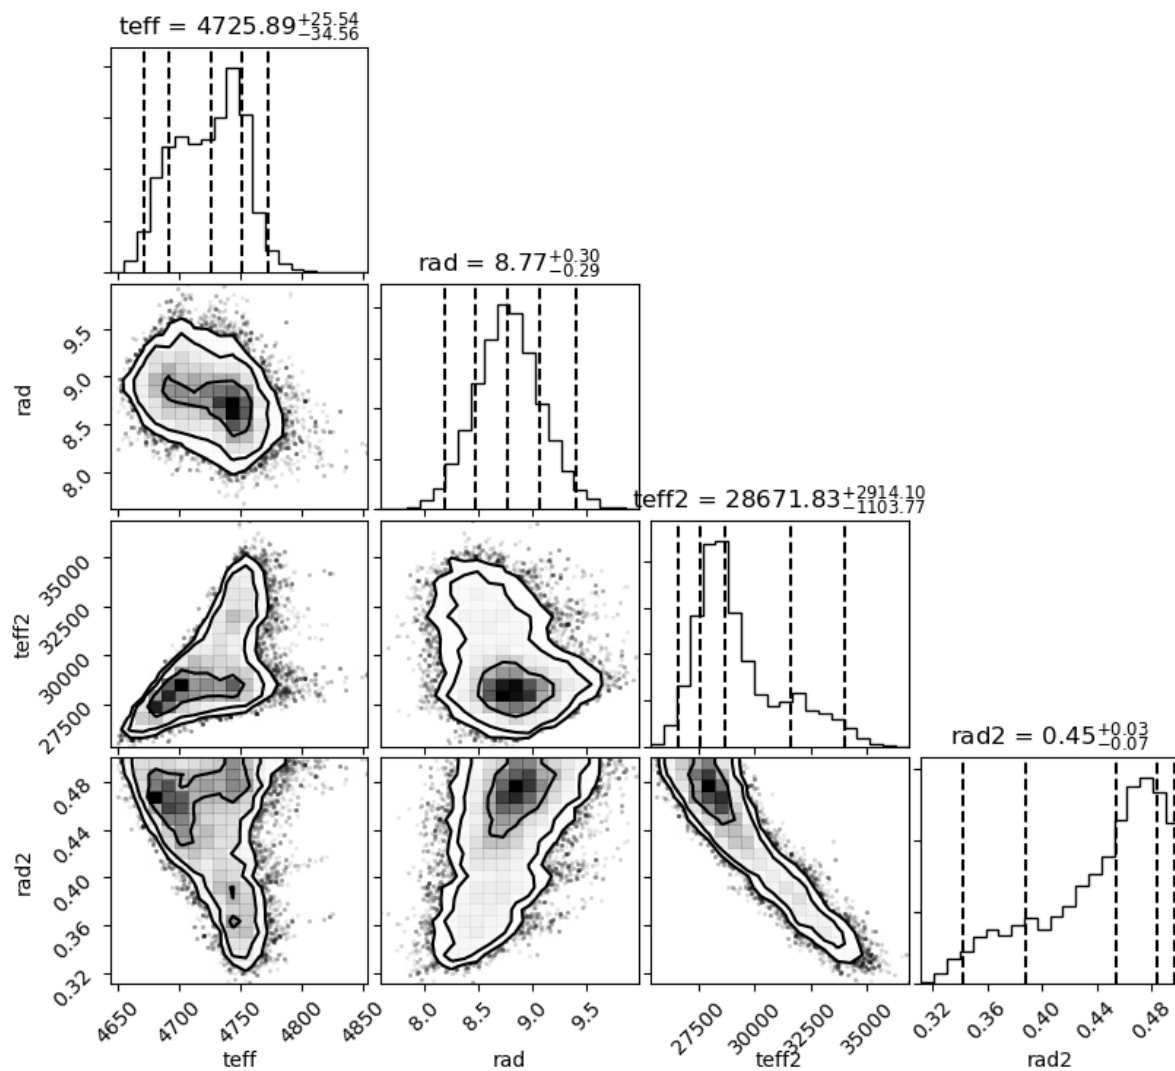 teff = 4725.89+25.54 −34.56
rad = 8.77+0.30 −0.29
rad
9.5
9.0
8.5
8.0
teff2 = 28671.83+2914.10 −1103.77
teff2
35000
32500
30000
27500
rad2 = 0.45+0.03 −0.07
rad2
0.48
0.44
0.40
0.36
0.32
4650 4700 4750 4800 4850
8.0 8.5 9.0 9.5
27500 30000 32500 35000
0.32 0.36 0.40 0.44 0.48
teff rad teff2 rad2